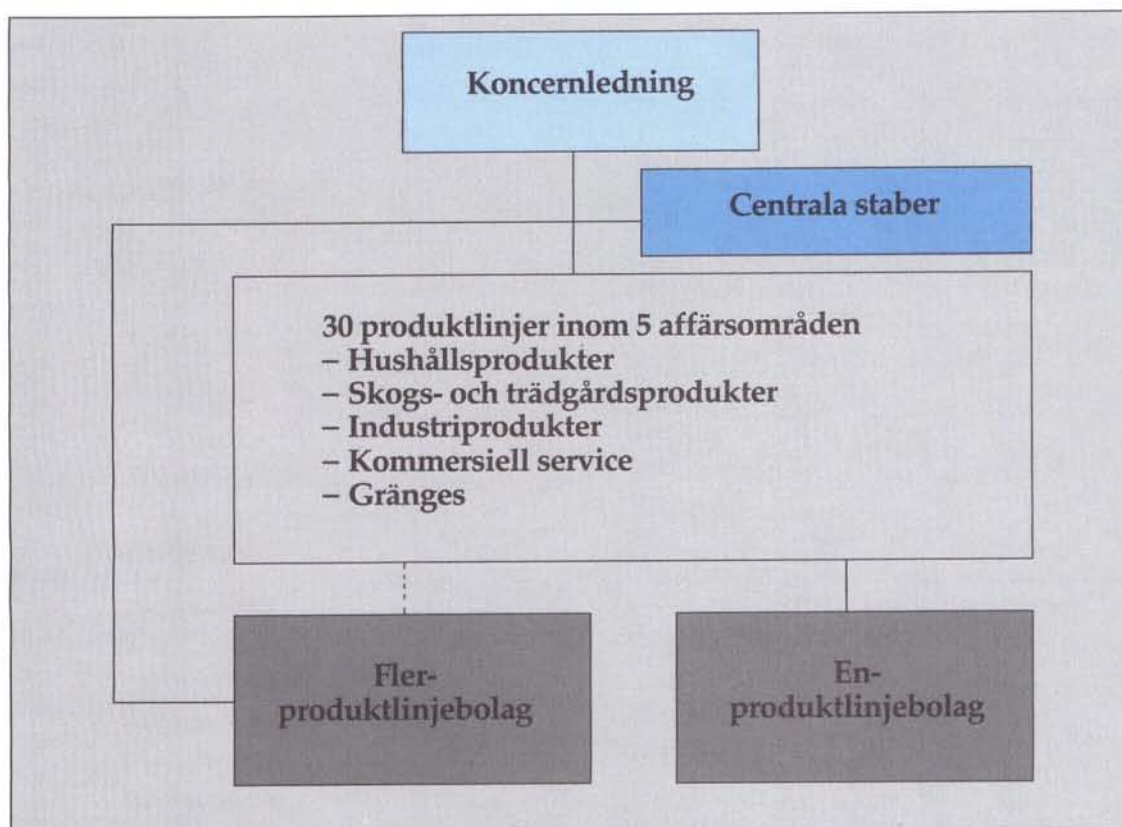 Koncernledning
Centrala staber
30 produktlinjer inom 5 affärsområden
– Hushållsprodukter
– Skogs- och trädgårdsprodukter
– Industriprodukter
– Kommersiell service
– Gränges
Fler-
produktlinjebolag
En-
produktlinjebolag